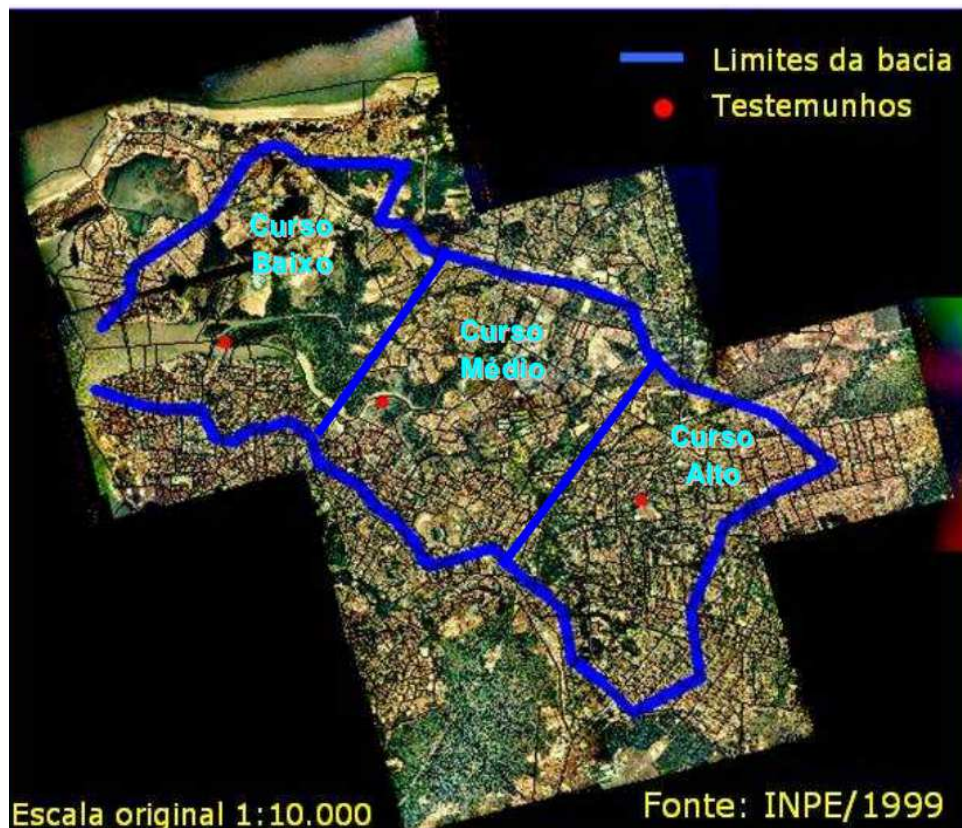 Limites da bacia
Testemunhos
Curso
Baixo
Curso
Médio
Curso
Alto
Escala original 1:10.000
Fonte: INPE/1999